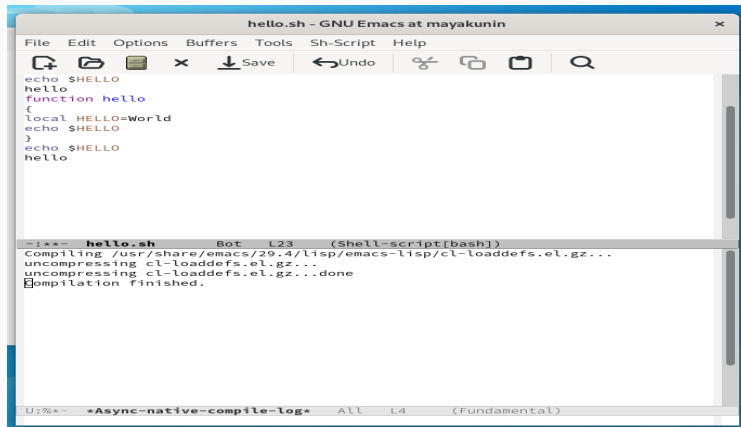 hello.sh - GNU Emacs at mayakunin
File Edit Options Buffers Tools Sh-Script Help
Save Undo
echo $HELLO
hello
function hello
{
local HELLO=World
echo $HELLO
}
echo $HELLO
hello
-:**- hello.sh Bot L23 (Shell-script[bash])
Compiling /usr/share/emacs/29.4/lisp/emacs-lisp/cl-loaddefs.el.gz...
uncompressing cl-loaddefs.el.gz...
uncompressing cl-loaddefs.el.gz...done
Compilation finished.
U:%*- *Async-native-compile-log* All L4 (Fundamental)